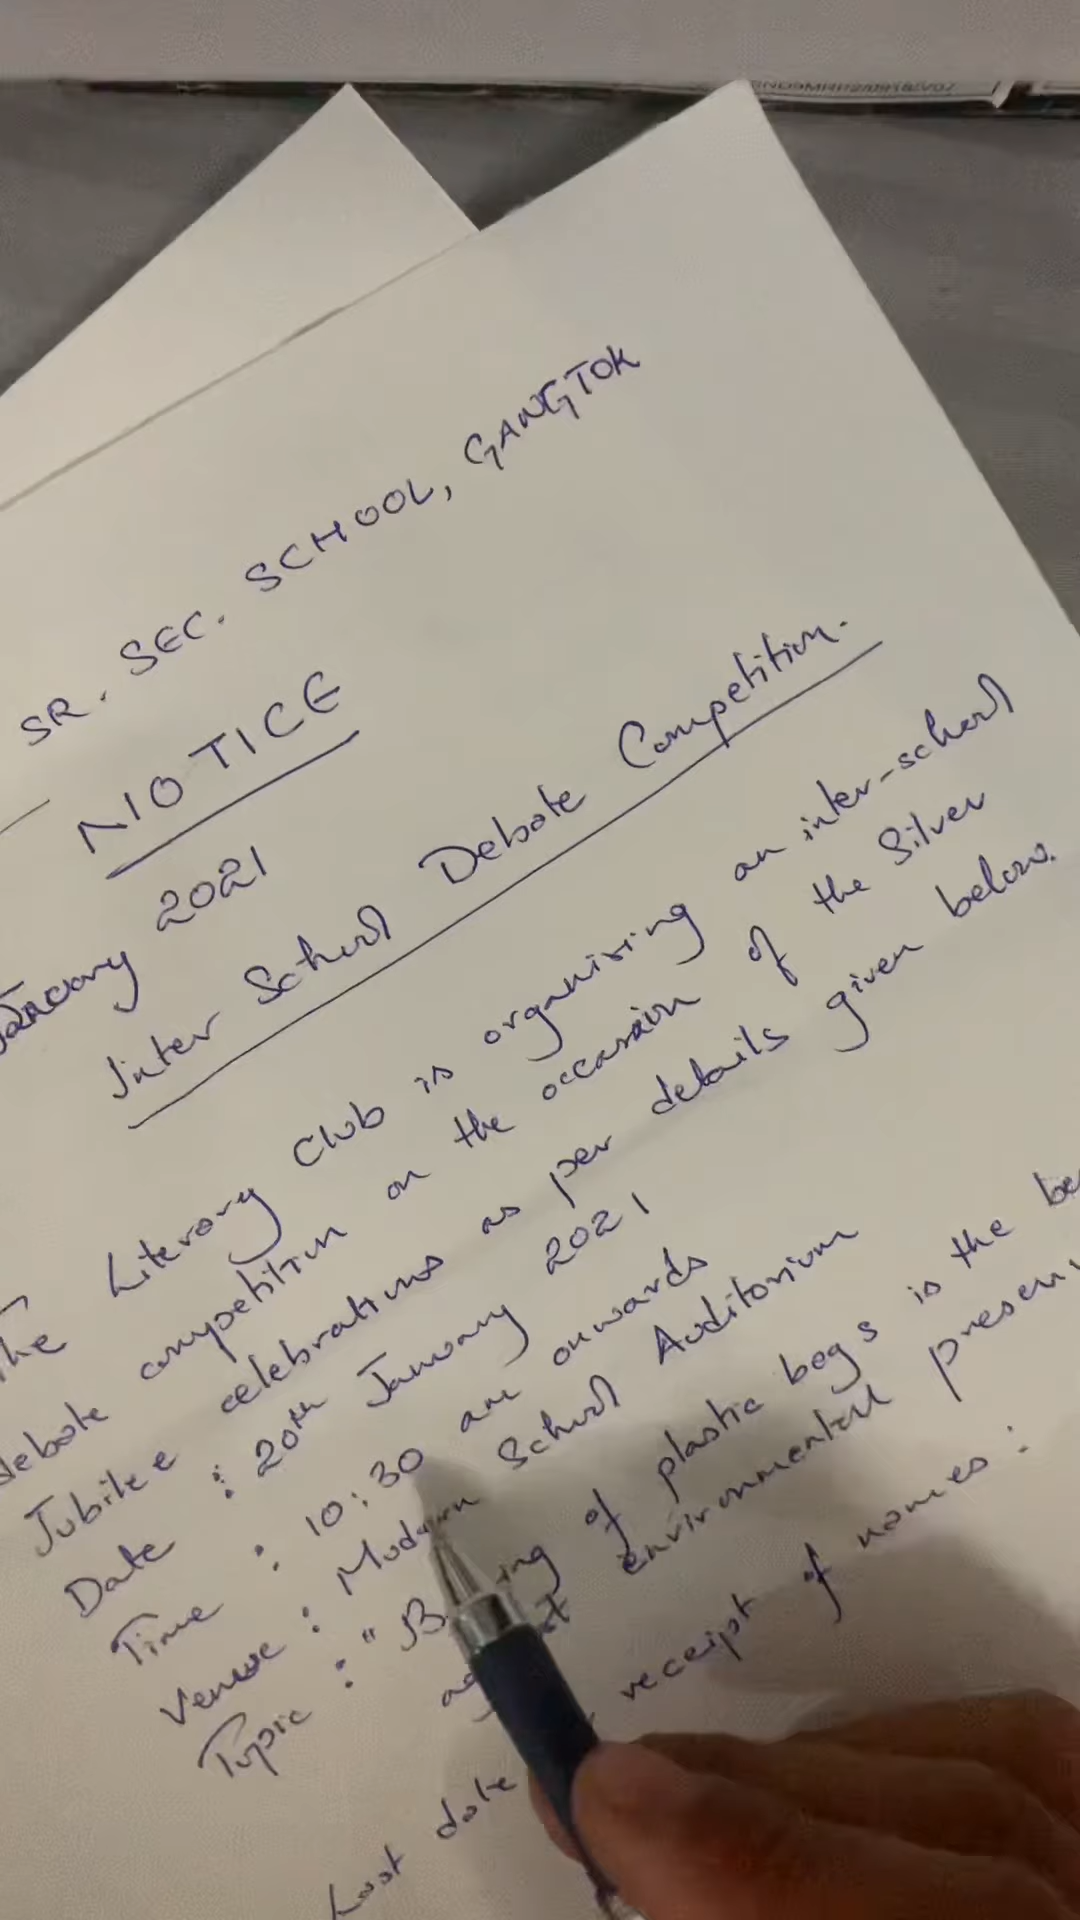 SR. SEC. SCHOOL, GANGTOK
NOTICE
January 2021
Inter School Debate Competition.
The Literary Club is organising an inter-school
debate competition on the occasion of the Silver
Jubilee celebrations as per details given below.
Date : 20th January 2021
Time : 10:30 am onwards
Venue : Modern School Auditorium
Topic : " of plastic bags is the
environmental
Last date receipt of names :